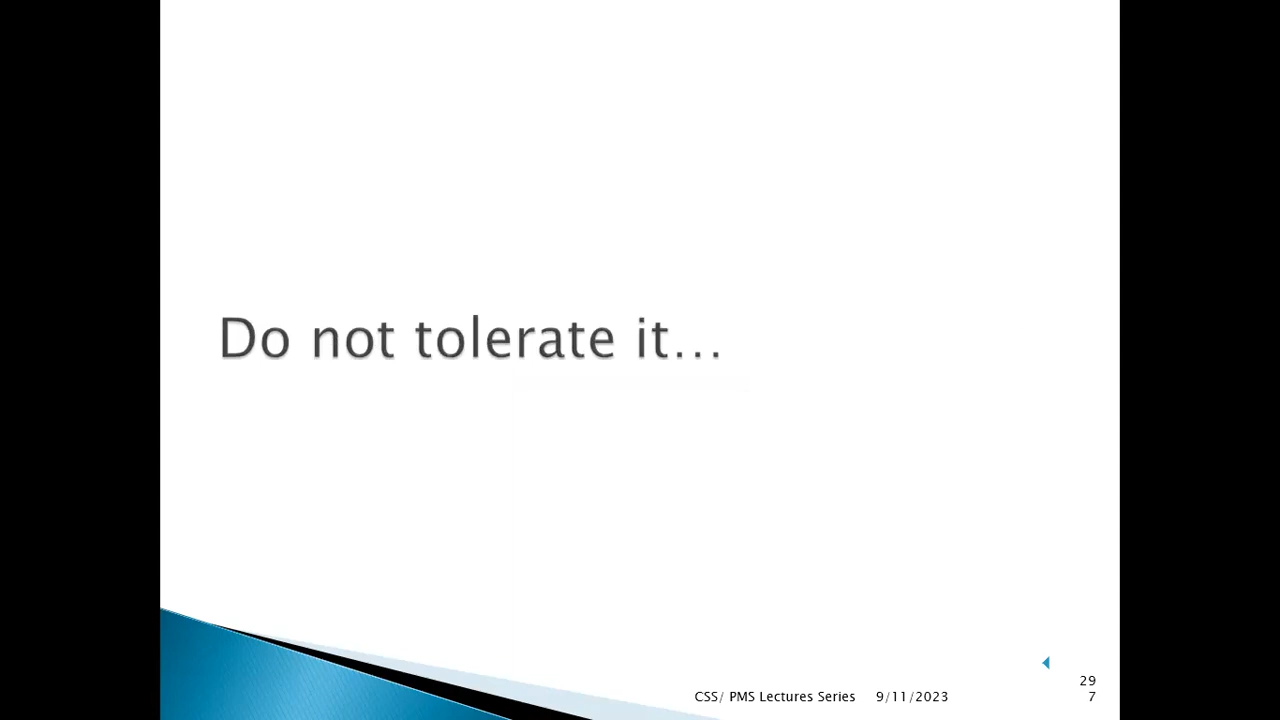 Do not tolerate it...
CSS/ PMS Lectures Series 9/11/2023
29
7